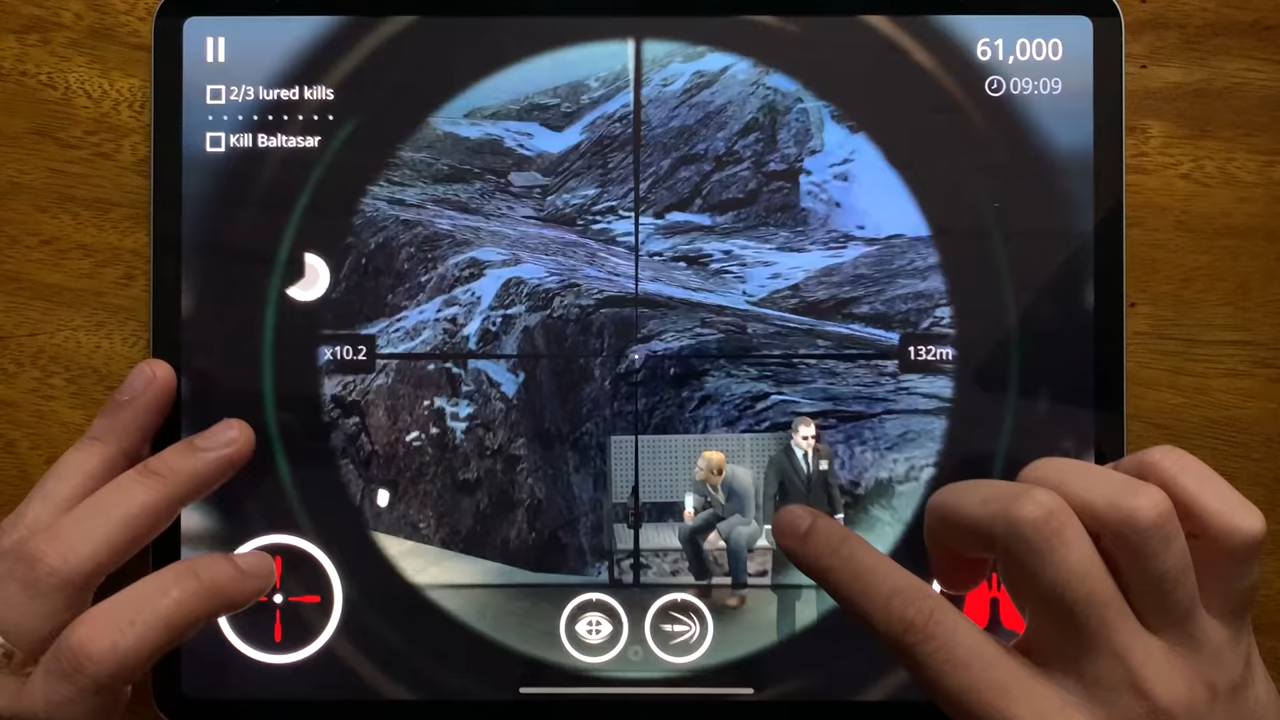 61,000
2/3 lured kills
09:09
Kill Baltasar
x10.2
132m